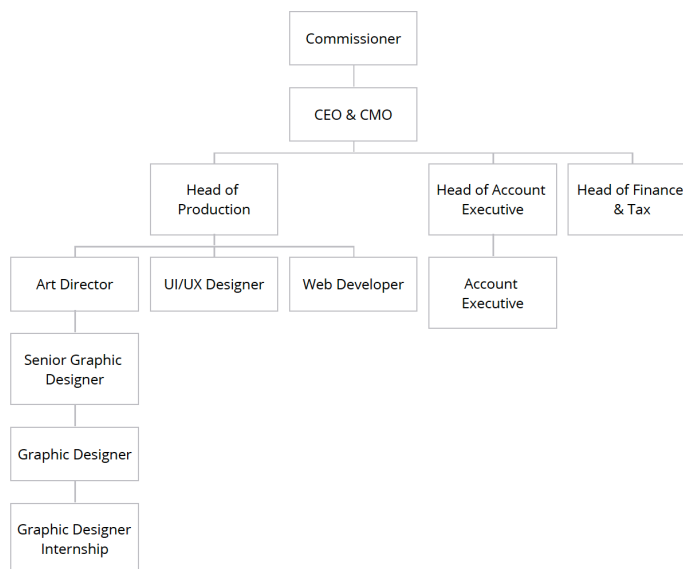 Commissioner
CEO & CMO
Head of
Production
Head of Account
Executive
Head of Finance
& Tax
Art Director
UI/UX Designer
Web Developer
Account
Executive
Senior Graphic
Designer
Graphic Designer
Graphic Designer
Internship